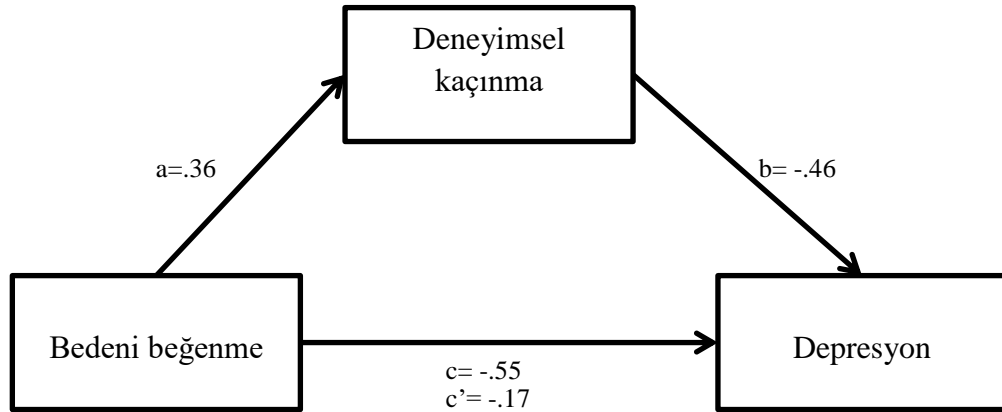 Deneyimsel
kaçınma
a=.36
b= -.46
Bedeni beğenme
c= -.55
c’= -.17
Depresyon